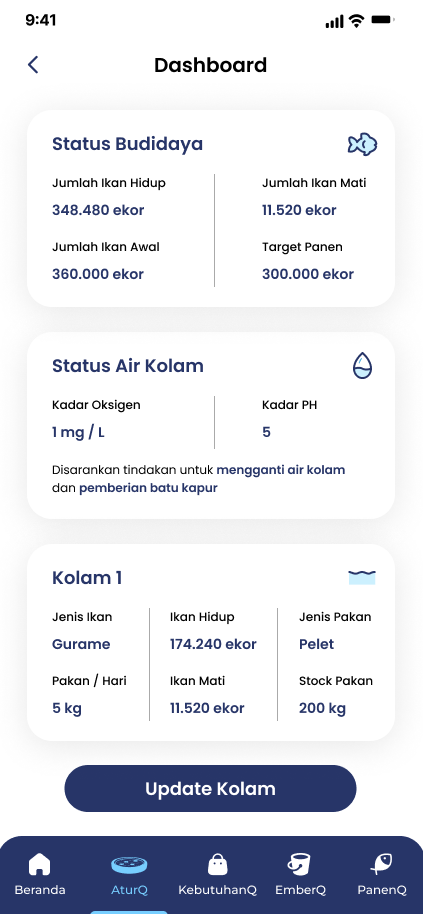 9:41
Dashboard
Status Budidaya
Jumlah Ikan Hidup
348.480 ekor
Jumlah Ikan Mati
11.520 ekor
Jumlah Ikan Awal
360.000 ekor
Target Panen
300.000 ekor
Status Air Kolam
Kadar Oksigen
1 mg / L
Kadar PH
5
Disarankan tindakan untuk mengganti air kolam
dan pemberian batu kapur
Kolam 1
Jenis Ikan
Gurame
Ikan Hidup
174.240 ekor
Jenis Pakan
Pelet
Pakan / Hari
5 kg
Ikan Mati
11.520 ekor
Stock Pakan
200 kg
Update Kolam
Beranda
AturQ
KebutuhanQ
EmberQ
PanenQ